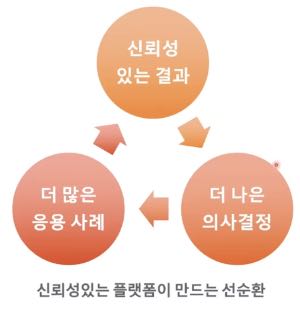 신뢰성
있는 결과
더 많은
응용 사례
더 나은
의사결정
신뢰성있는 플랫폼이 만드는 선순환